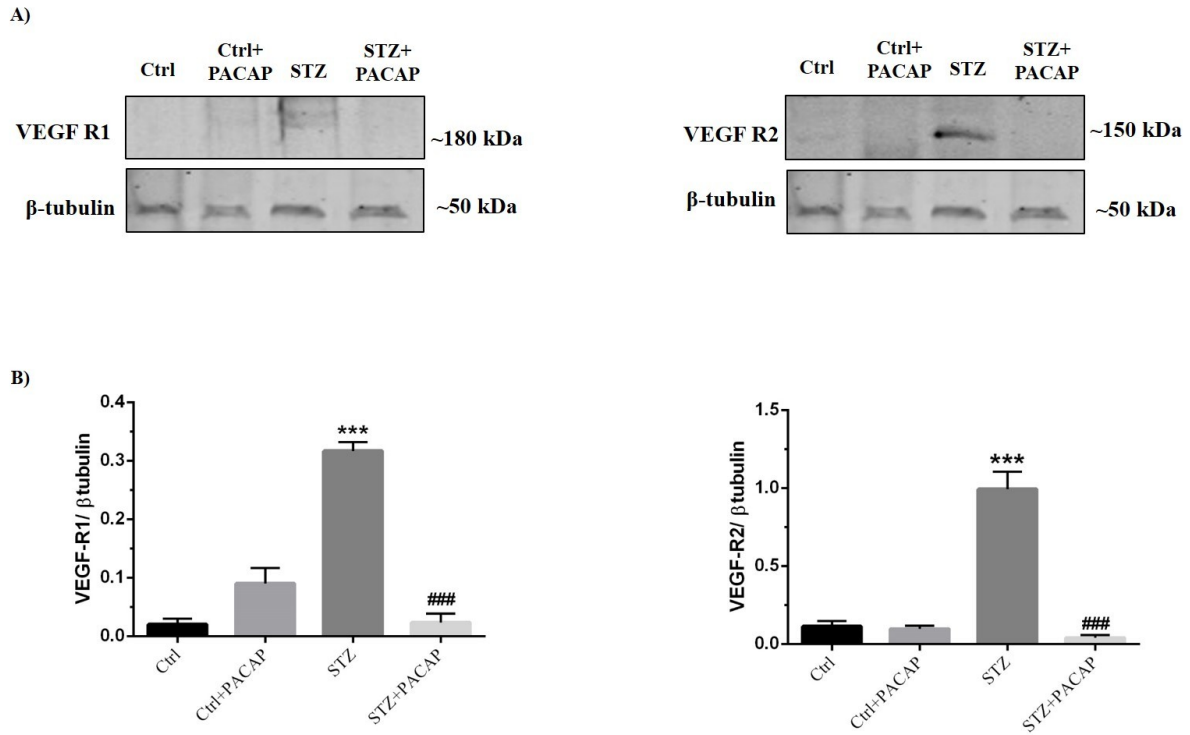 A)
Ctrl
Ctrl+
PACAP
STZ
STZ+
PACAP
VEGF R1
~180 kDa
β-tubulin
~50 kDa
Ctrl
Ctrl+
PACAP
STZ
STZ+
PACAP
VEGF R2
~150 kDa
β-tubulin
~50 kDa
B)
VEGF-R1/ βtubulin
0.4
0.3
0.2
0.1
0.0
***
###
Ctrl
Ctrl+PACAP
STZ
STZ+PACAP
VEGF-R2/ βtubulin
1.5
1.0
0.5
0.0
***
###
Ctrl
Ctrl+PACAP
STZ
STZ+PACAP